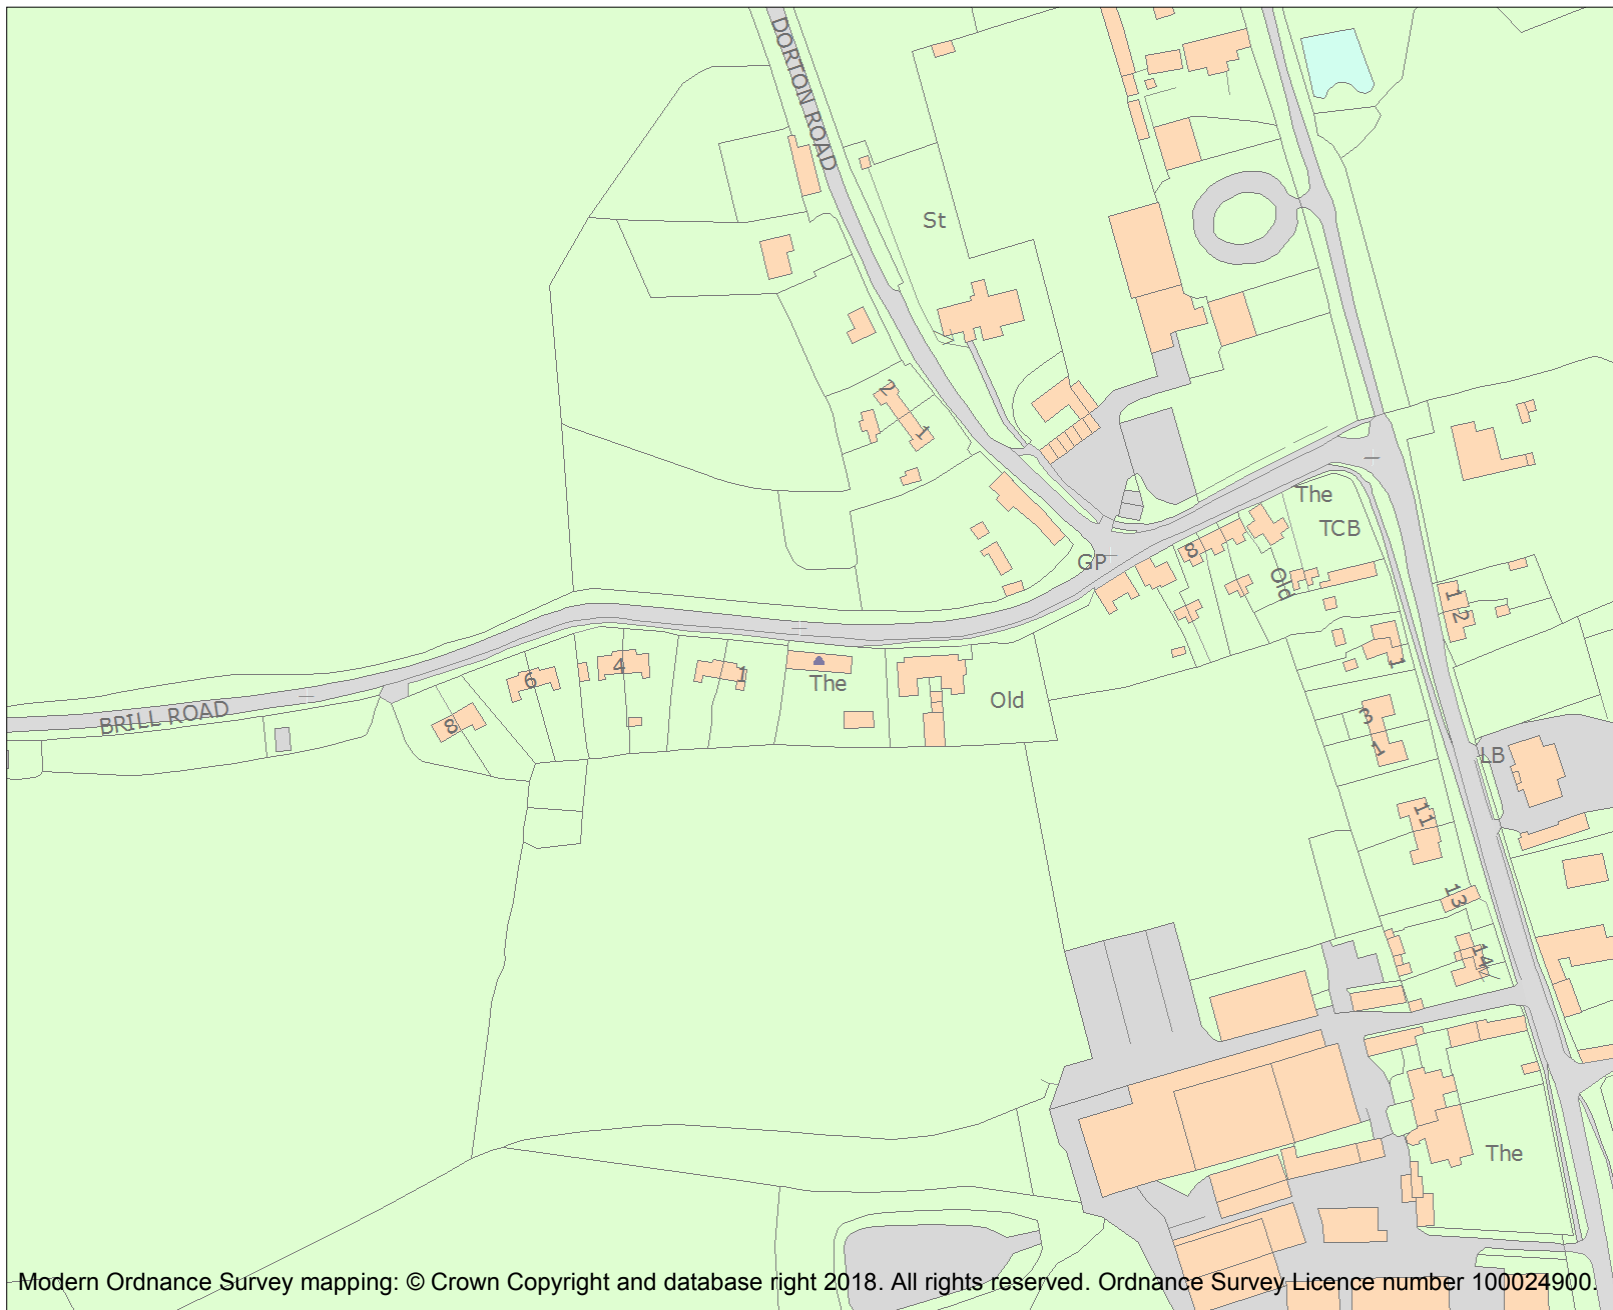 DORTON ROAD
St
2
1
The
TCB
GP
8
Old
1
2
1
4
6
1
The
Old
3
BRILL ROAD
8
1
LB
11
13
14
The
Modern Ordnance Survey mapping: © Crown Copyright and database right 2018. All rights reserved. Ordnance Survey Licence number 100024900.